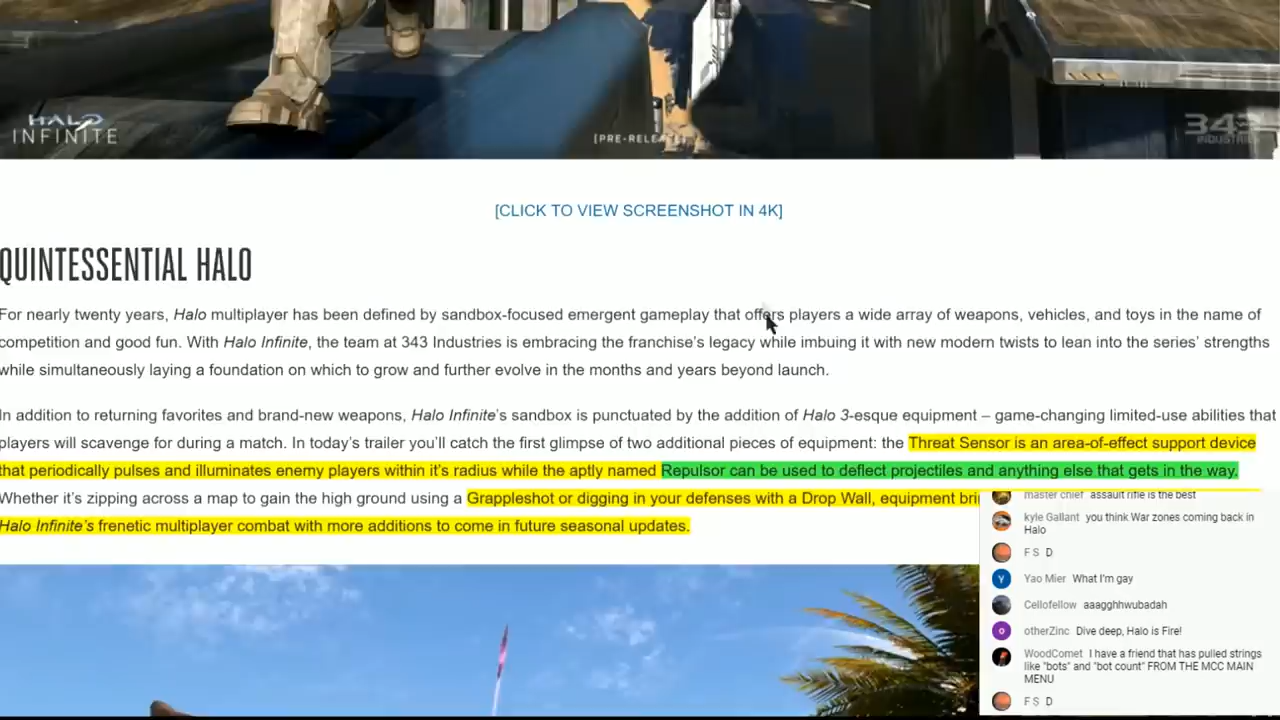 HALO
INFINITE
[PRE-RELEASE]
343
INDUSTRIES
[CLICK TO VIEW SCREENSHOT IN 4K]
QUINTESSENTIAL HALO
For nearly twenty years, Halo multiplayer has been defined by sandbox-focused emergent gameplay that offers players a wide array of weapons, vehicles, and toys in the name of
competition and good fun. With Halo Infinite, the team at 343 Industries is embracing the franchise's legacy while imbuing it with new modern twists to lean into the series' strengths
while simultaneously laying a foundation on which to grow and further evolve in the months and years beyond launch.
In addition to returning favorites and brand-new weapons, Halo Infinite's sandbox is punctuated by the addition of Halo 3-esque equipment – game-changing limited-use abilities that
players will scavenge for during a match. In today's trailer you'll catch the first glimpse of two additional pieces of equipment: the Threat Sensor is an area-of-effect support device
that periodically pulses and illuminates enemy players within it's radius while the aptly named Repulsor can be used to deflect projectiles and anything else that gets in the way.
Whether it's zipping across a map to gain the high ground using a Grappleshot or digging in your defenses with a Drop Wall, equipment
Halo Infinite's frenetic multiplayer combat with more additions to come in future seasonal updates.
master chief assault rifle is the best
kyle Gallant you think War zones coming back in
Halo
F S D
Y Yao Mier What I'm gay
Cellofellow aaagghhwubadah
o otherZinc Dive deep, Halo is Fire!
WoodComet I have a friend that has pulled strings
like "bots" and "bot count" FROM THE MCC MAIN
MENU
F S D